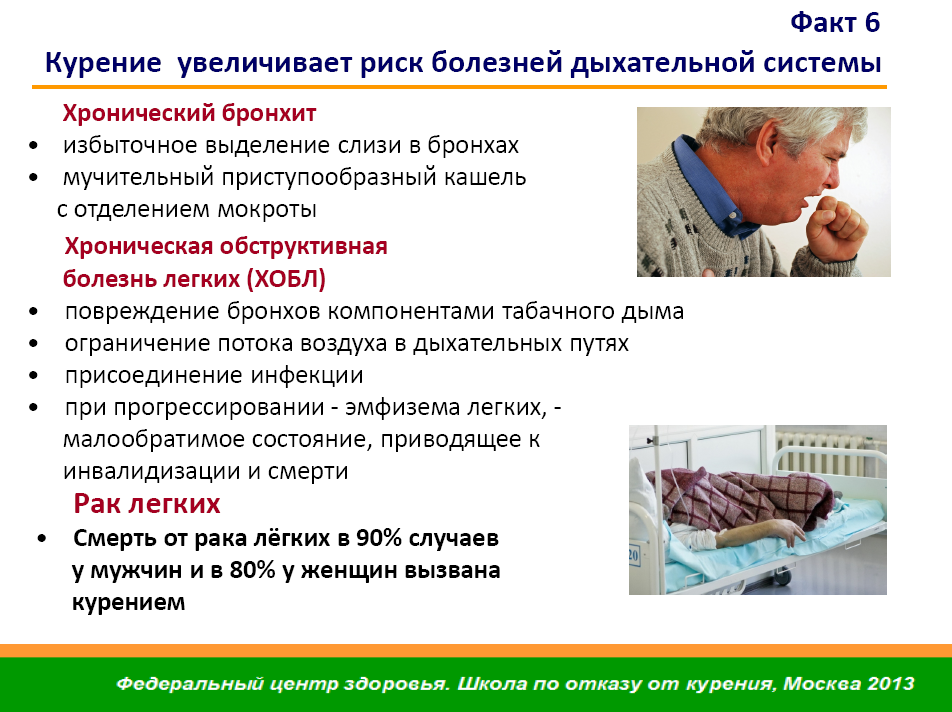 Факт 6
Курение увеличивает риск болезней дыхательной системы
Хронический бронхит
• избыточное выделение слизи в бронхах
• мучительный приступообразный кашель
с отделением мокроты
Хроническая обструктивная
болезнь легких (ХОБЛ)
• повреждение бронхов компонентами табачного дыма
• ограничение потока воздуха в дыхательных путях
• присоединение инфекции
• при прогрессировании - эмфизема легких, -
малообратимое состояние, приводящее к
инвалидизации и смерти
20
Рак легких
• Смерть от рака лёгких в 90% случаев
у мужчин и в 80% у женщин вызвана
курением
Федеральный центр здоровья. Школа по отказу от курения, Москва 2013